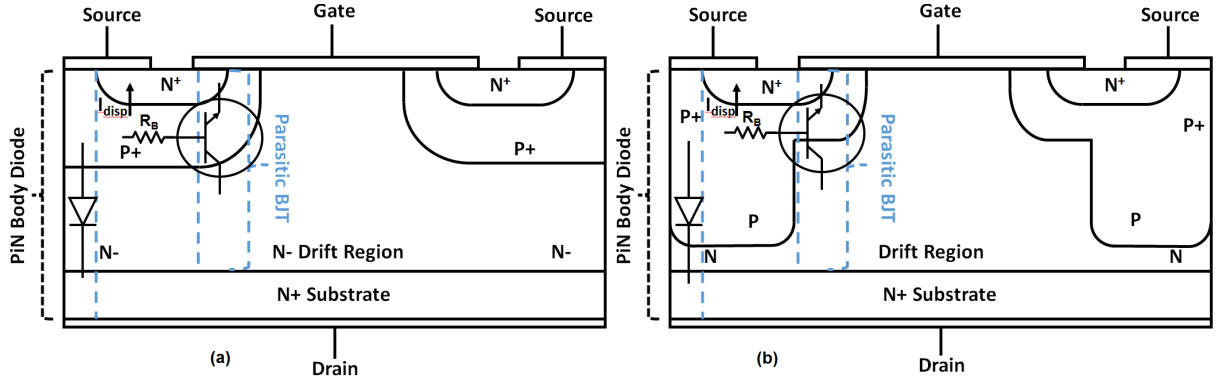 Source
Gate
Source
N+
N+
Idisp
RB
P+
P+
PiN Body Diode
Parasitic BJT
N-
N- Drift Region
N-
N+ Substrate
(a)
Drain
Source
Gate
Source
N+
N+
P+
Idisp
RB
P+
PiN Body Diode
Parasitic BJT
P
P
N
Drift Region
N
N+ Substrate
(b)
Drain